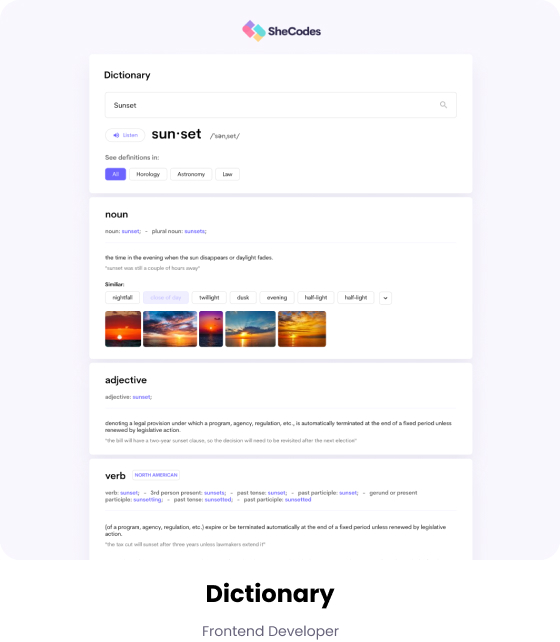 SheCodes
Dictionary
Sunset
Listen
sun·set /ˈsənˌset/
See definitions in:
All Horology Astronomy Law
noun
noun: sunset; - plural noun: sunsets;
the time in the evening when the sun disappears or daylight fades.
"sunset was still a couple of hours away"
Similiar:
nightfall close of day twillight dusk evening half-light half-light
adjective
adjective: sunset;
denoting a legal provision under which a program, agency, regulation, etc., is automatically terminated at the end of a fixed period unless
renewed by legislative action.
"the bill will have a two-year sunset clause, so the decision will need to be revisited after the next election"
verb NORTH AMERICAN
verb: sunset; - 3rd person present: sunsets; - past tense: sunset; - past participle: sunset; - gerund or present
participle: sunsetting; - past tense: sunsetted; - past participle: sunsetted
(of a program, agency, regulation, etc.) expire or be terminated automatically at the end of a fixed period unless renewed by legislative
action.
"the tax cut will sunset after three years unless lawmakers extend it"
Dictionary
Frontend Developer